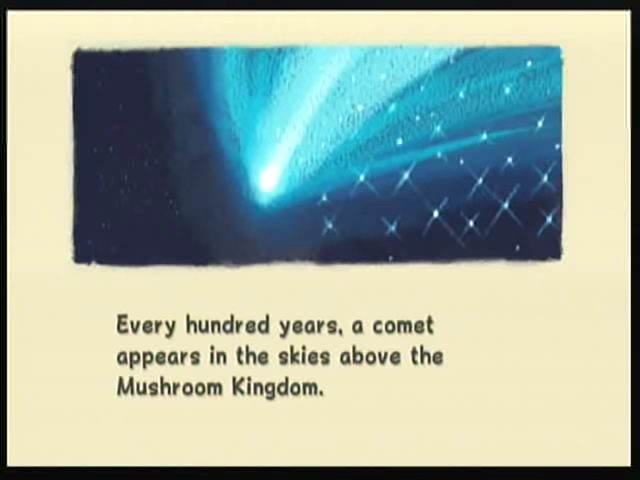 Every hundred years, a comet
appears in the skies above the
Mushroom Kingdom.